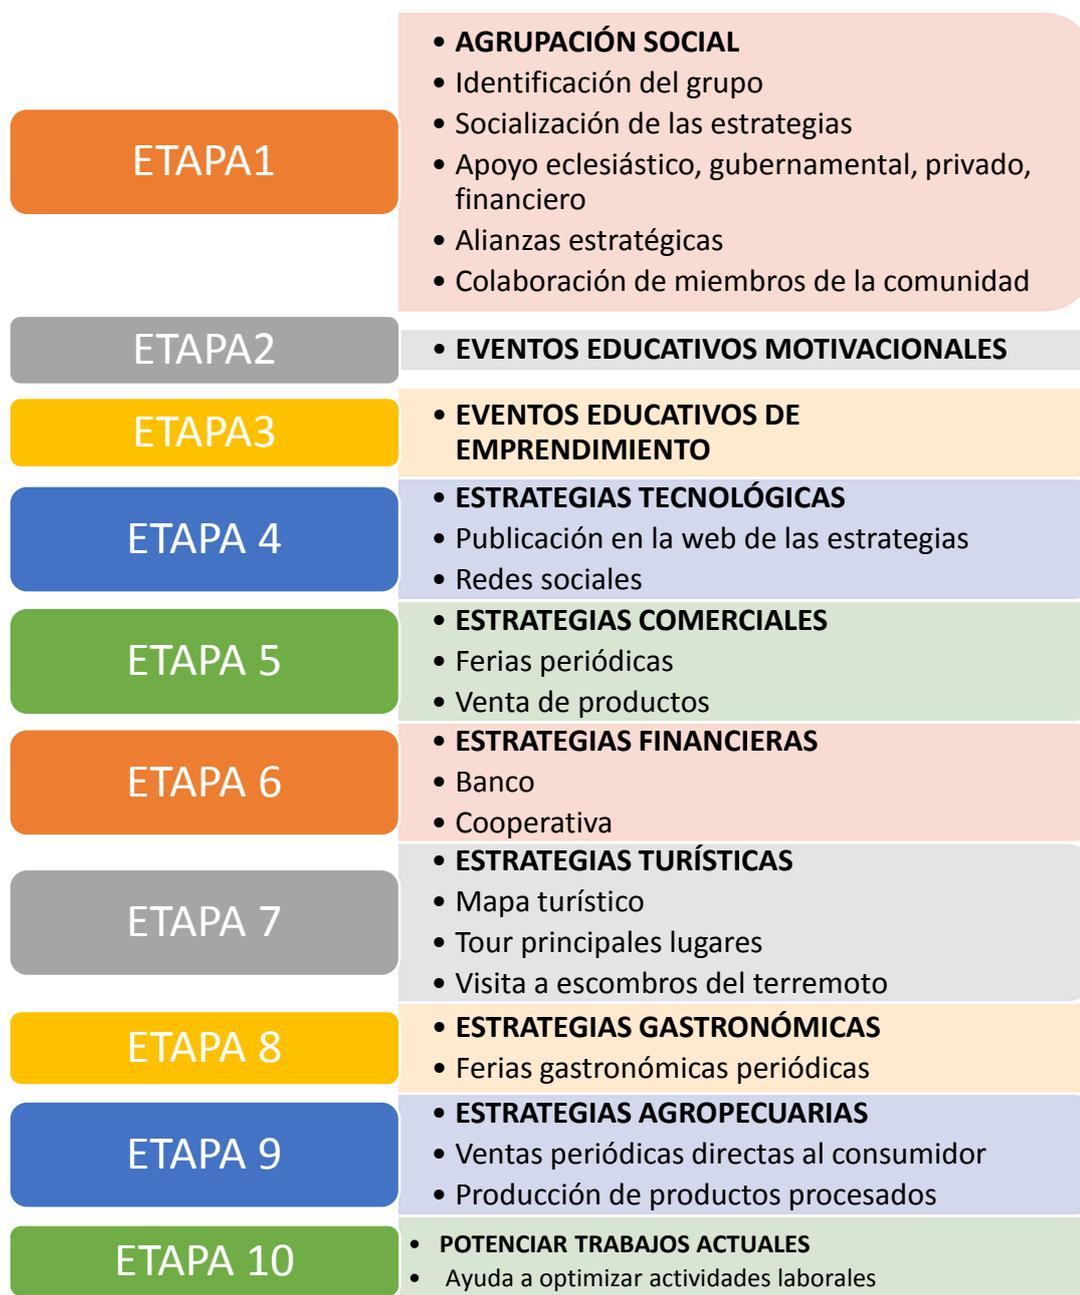 ETAPA1
• AGRUPACIÓN SOCIAL
• Identificación del grupo
• Socialización de las estrategias
• Apoyo eclesiástico, gubernamental, privado,
financiero
• Alianzas estratégicas
• Colaboración de miembros de la comunidad
ETAPA2
• EVENTOS EDUCATIVOS MOTIVACIONALES
ETAPA3
• EVENTOS EDUCATIVOS DE
EMPRENDIMIENTO
ETAPA 4
• ESTRATEGIAS TECNOLÓGICAS
• Publicación en la web de las estrategias
• Redes sociales
ETAPA 5
• ESTRATEGIAS COMERCIALES
• Ferias periódicas
• Venta de productos
ETAPA 6
• ESTRATEGIAS FINANCIERAS
• Banco
• Cooperativa
ETAPA 7
• ESTRATEGIAS TURÍSTICAS
• Mapa turístico
• Tour principales lugares
• Visita a escombros del terremoto
ETAPA 8
• ESTRATEGIAS GASTRONÓMICAS
• Ferias gastronómicas periódicas
ETAPA 9
• ESTRATEGIAS AGROPECUARIAS
• Ventas periódicas directas al consumidor
• Producción de productos procesados
ETAPA 10
• POTENCIAR TRABAJOS ACTUALES
• Ayuda a optimizar actividades laborales